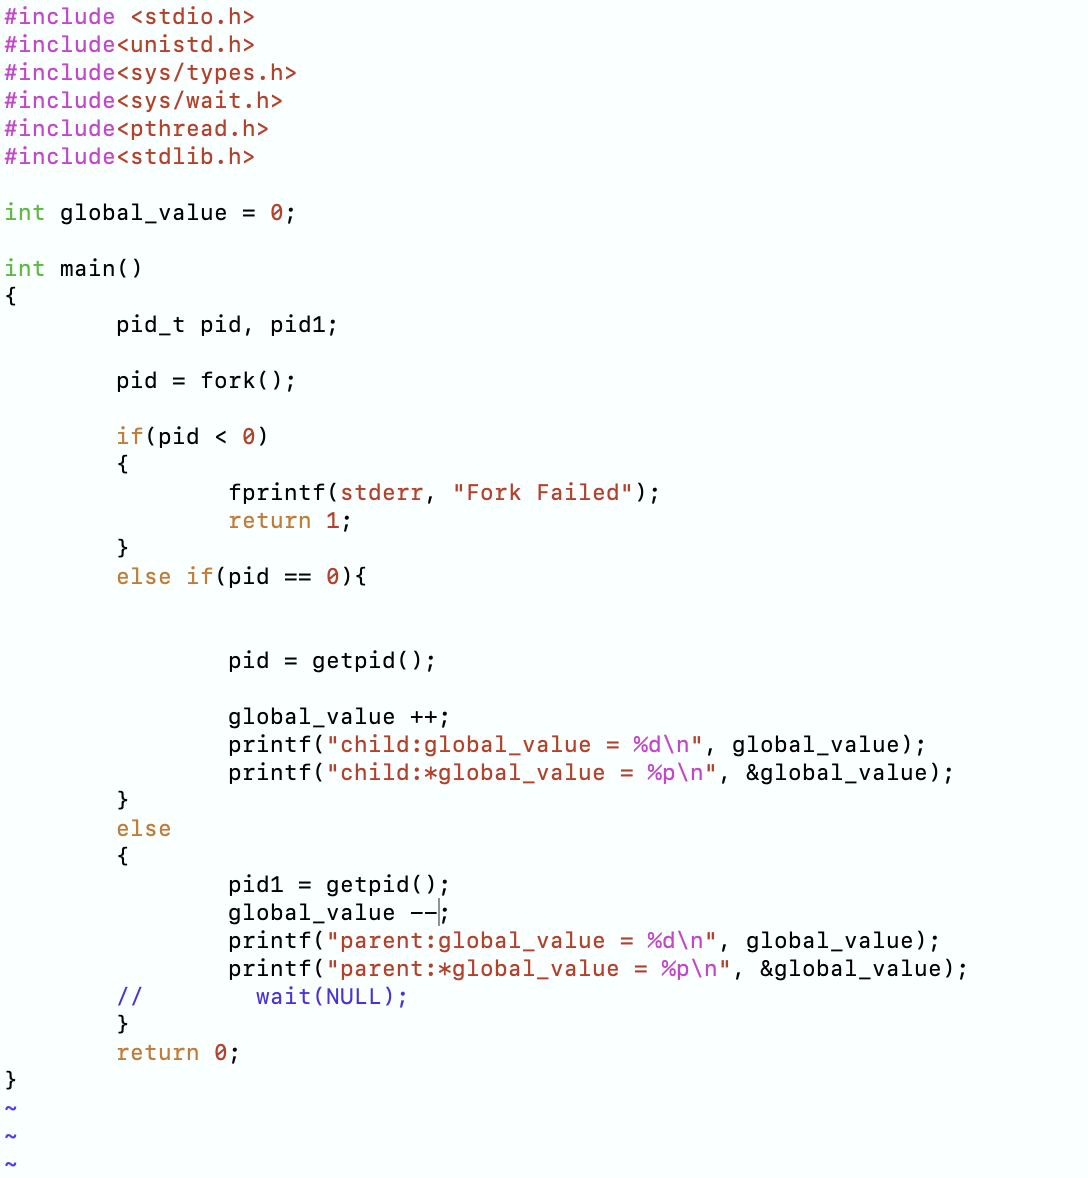 #include <stdio.h>
#include<unistd.h>
#include<sys/types.h>
#include<sys/wait.h>
#include<pthread.h>
#include<stdlib.h>
int global_value = 0;
int main()
{
pid_t pid, pid1;
pid = fork();
if(pid < 0)
{
fprintf(stderr, "Fork Failed");
return 1;
}
else if(pid == 0){
pid = getpid();
global_value ++;
printf("child:global_value = %d\n", global_value);
printf("child:*global_value = %p\n", &global_value);
}
else
{
pid1 = getpid();
global_value --;
printf("parent:global_value = %d\n", global_value);
printf("parent:*global_value = %p\n", &global_value);
// wait(NULL);
}
return 0;
}
~
~
~